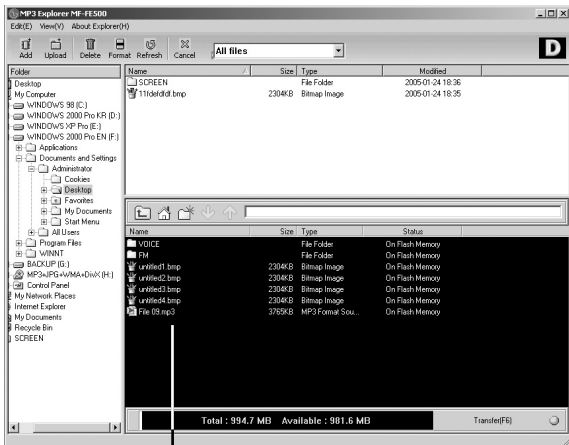 MP3 Explorer MF-FE500
Edit(E) View(V) About Explorer(H)
Add Upload Delete Format Refresh Cancel All files D
Folder
Desktop
My Computer
WINDOWS 98 (C:)
WINDOWS 2000 Pro KR (D:)
WINDOWS XP Pro (E:)
WINDOWS 2000 Pro EN (F:)
Applications
Documents and Settings
Administrator
Cookies
Desktop
Favorites
My Documents
Start Menu
All Users
Program Files
WINNT
BACKUP (G:)
MP3+JPG+WMA+DivX (H:)
Control Panel
My Network Places
Internet Explorer
My Documents
Recycle Bin
SCREEN
Name Size Type Modified
SCREEN File Folder 2005-01-24 18:36
11fdefdfdf.bmp 2304KB Bitmap Image 2005-01-24 18:35
Name Size Type Status
VOICE File Folder On Flash Memory
FM File Folder On Flash Memory
untitled1.bmp 2304KB Bitmap Image On Flash Memory
untitled2.bmp 2304KB Bitmap Image On Flash Memory
untitled3.bmp 2304KB Bitmap Image On Flash Memory
untitled4.bmp 2304KB Bitmap Image On Flash Memory
File 09.mp3 3765KB MP3 Format Sou... On Flash Memory
Total : 994.7 MB Available : 981.6 MB Transfer(F6)